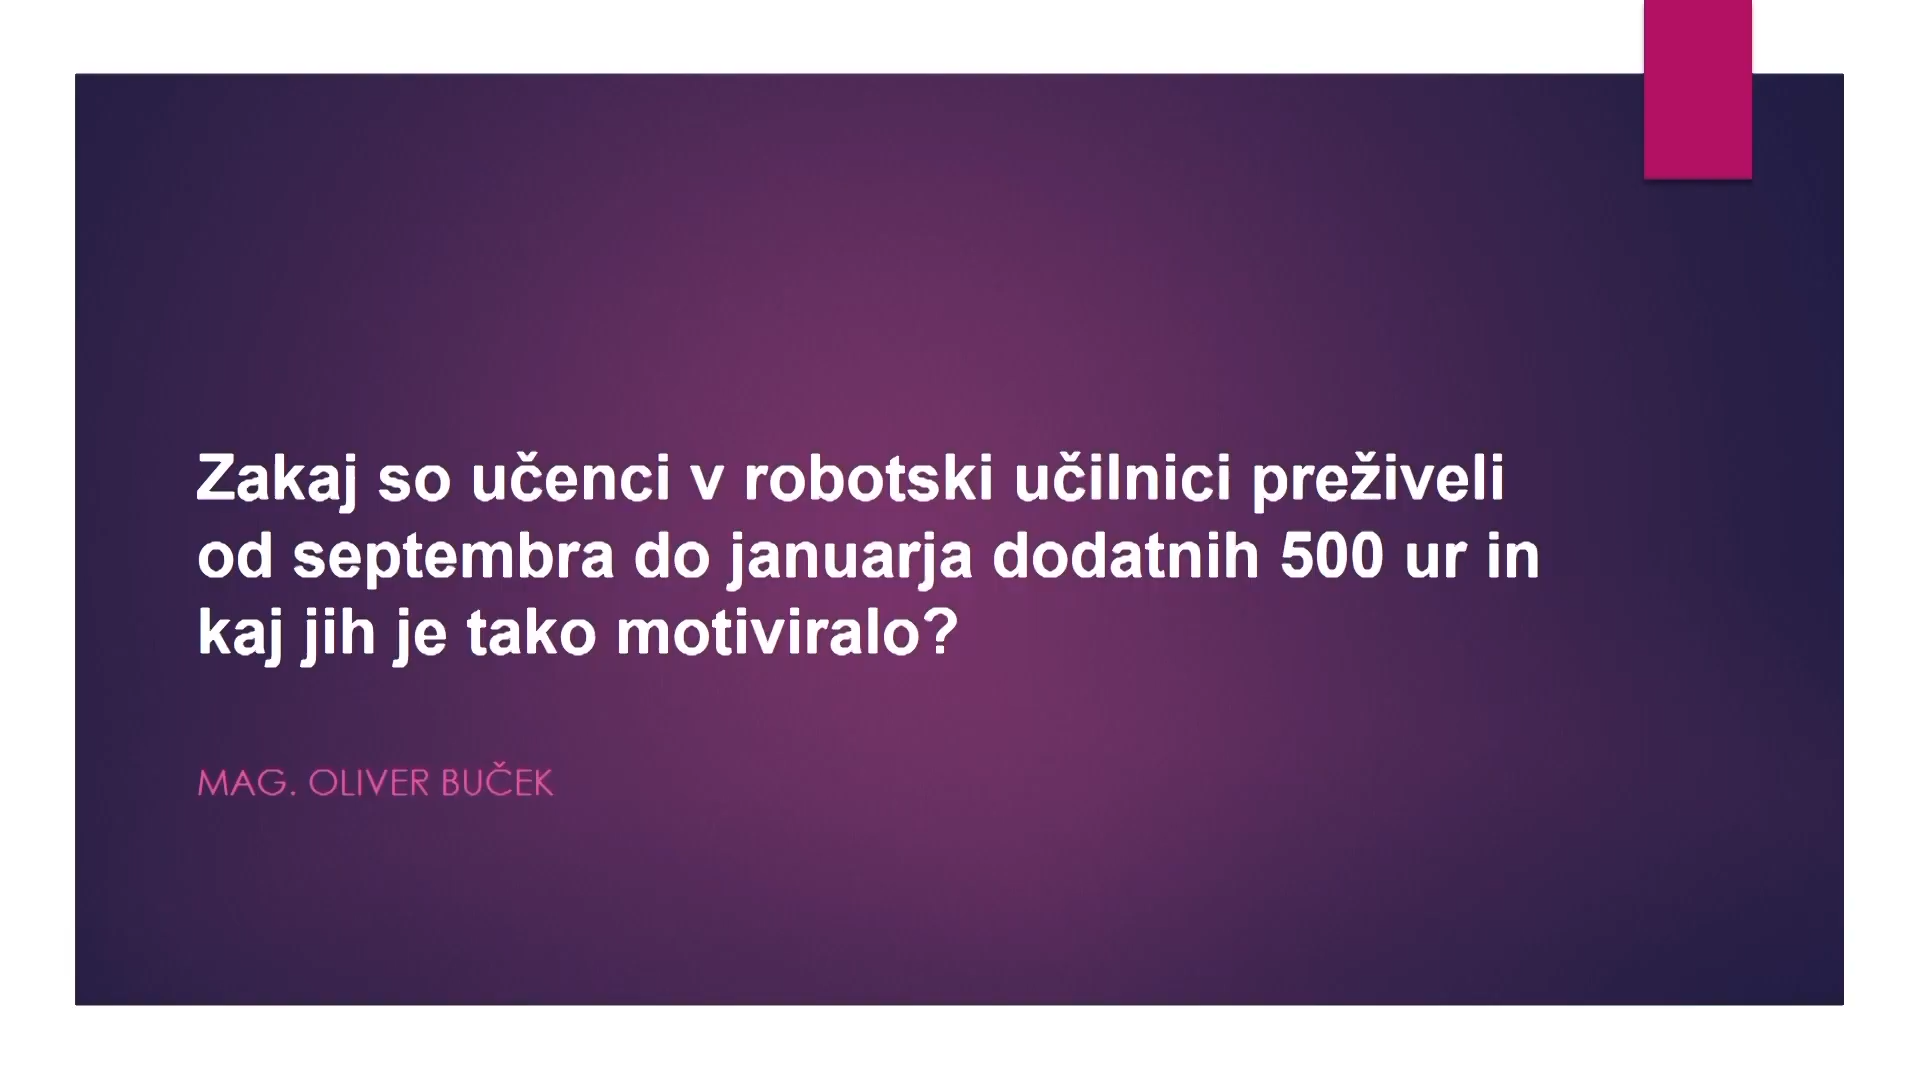 Zakaj so učenci v robotski učilnici preživeli
od septembra do januarja dodatnih 500 ur in
kaj jih je tako motiviralo?
MAG. OLIVER BUČEK